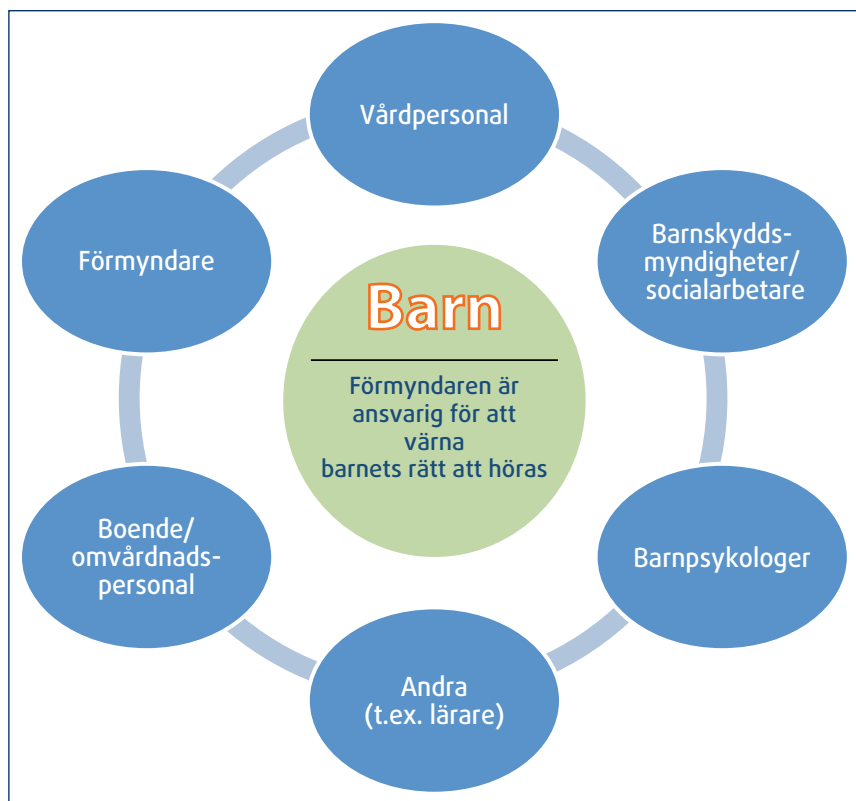 Vårdpersonal
Barnskydds-
myndigheter/
socialarbetare
Barnpsykologer
Andra
(t.ex. lärare)
Boende/
omvårdnads-
personal
Förmyndare
Barn
Förmyndaren är
ansvarig för att
värna
barnets rätt att höras